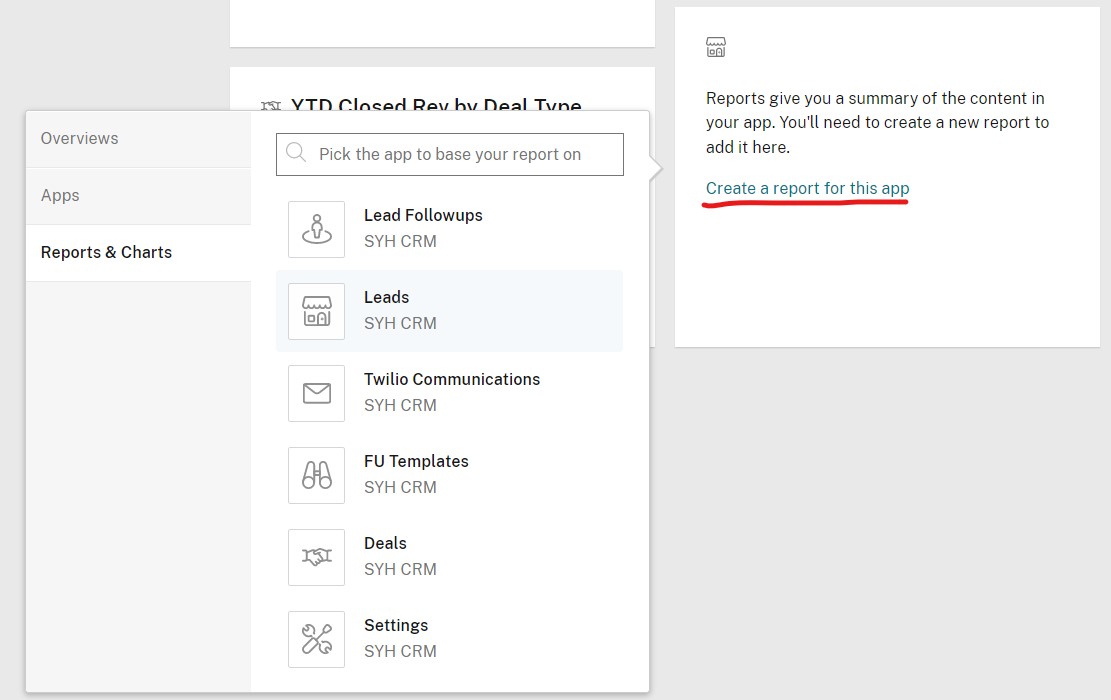 YTD Closed Rev by Deal Type
Overviews
Apps
Reports & Charts
Pick the app to base your report on
Lead Followups
SYH CRM
Leads
SYH CRM
Twilio Communications
SYH CRM
FU Templates
SYH CRM
Deals
SYH CRM
Settings
SYH CRM
Reports give you a summary of the content in
your app. You'll need to create a new report to
add it here.
Create a report for this app